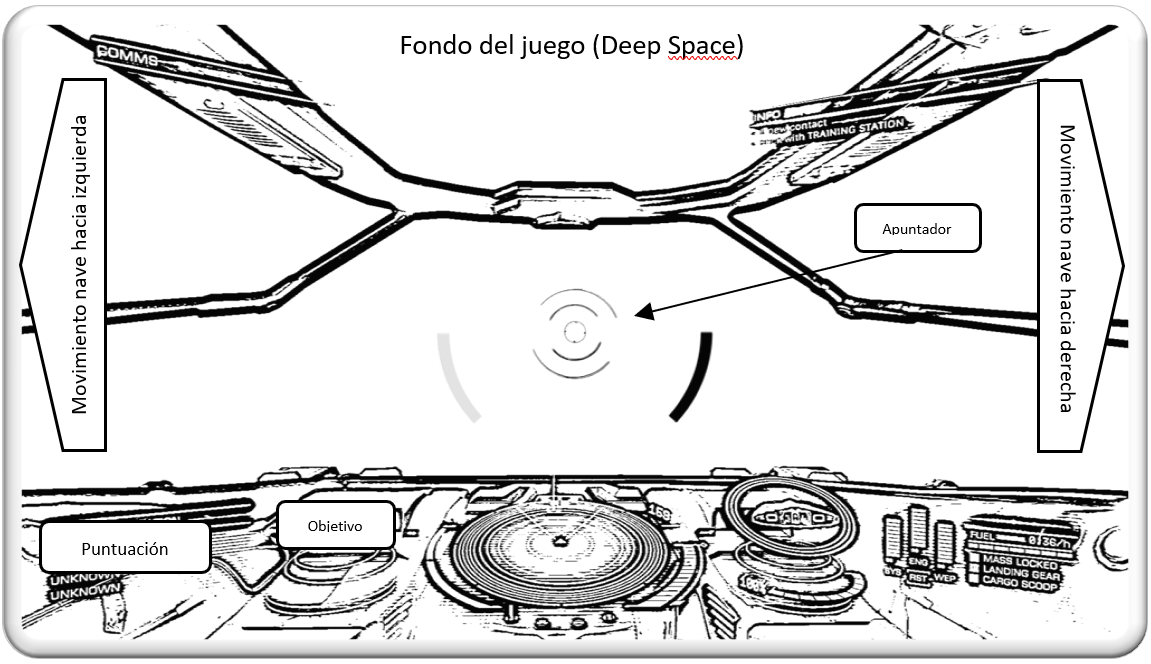 Fondo del juego (Deep Space)
COMMS
INFO
new contact
with TRAINING STATION
Movimiento nave hacia izquierda
Movimiento nave hacia derecha
Apuntador
Objetivo
Puntuación
UNKNOWN
UNKNOWN
SYS
ENG
RST
WEP
FUEL
MASS LOCKED
LANDING GEAR
CARGO SCOOP